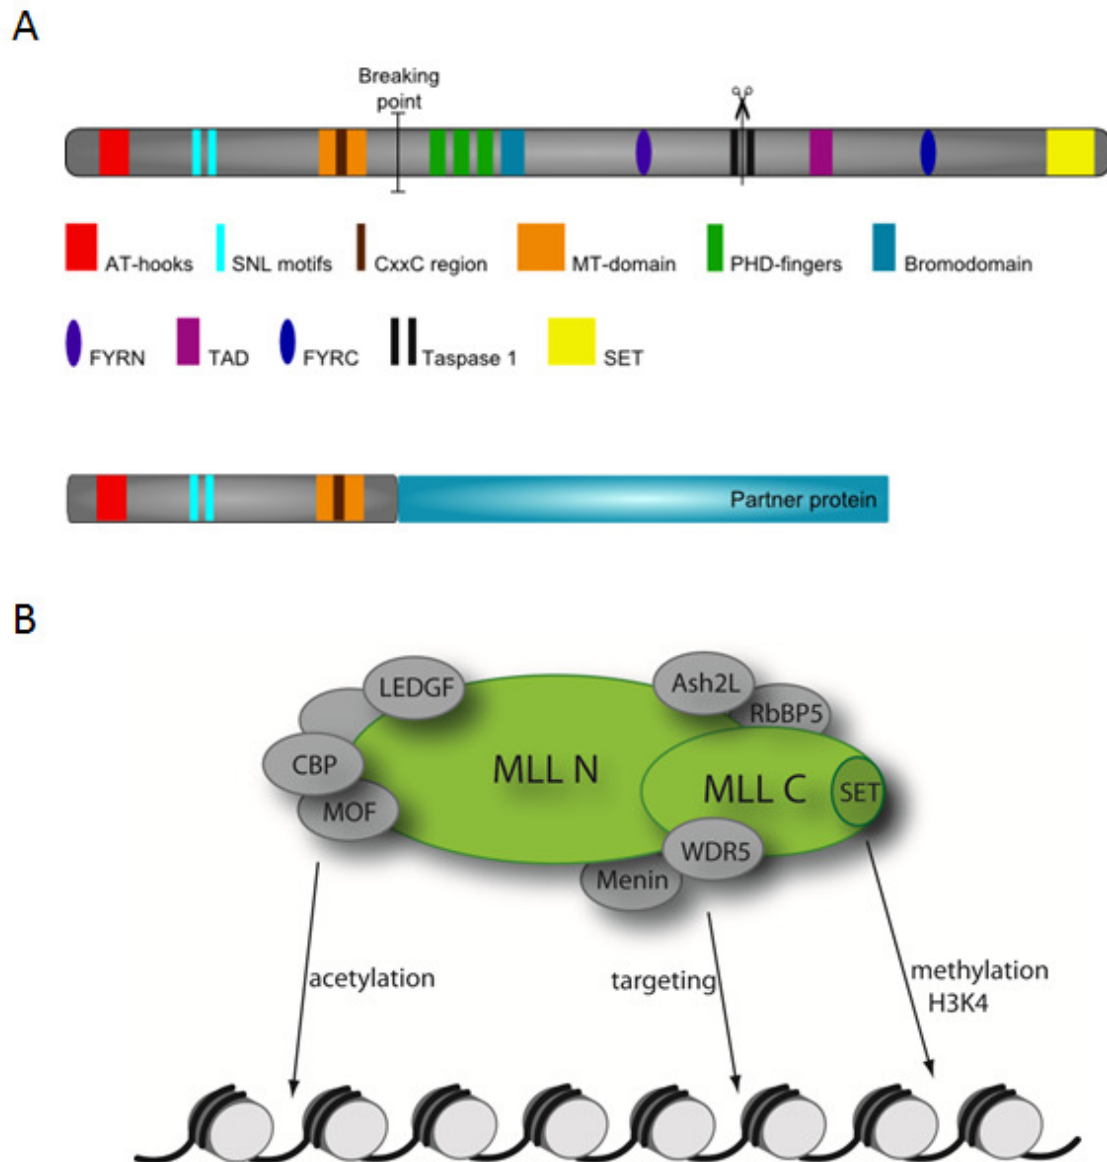 A
Breaking
point
AT-hooks SNL motifs CxxC region MT-domain PHD-fingers Bromodomain
FYRN TAD FYRC Taspase 1 SET
Partner protein
B
LEDGF Ash2L
RbBP5
CBP MLL N MLL C SET
MOF
WDR5
Menin
acetylation targeting methylation
H3K4